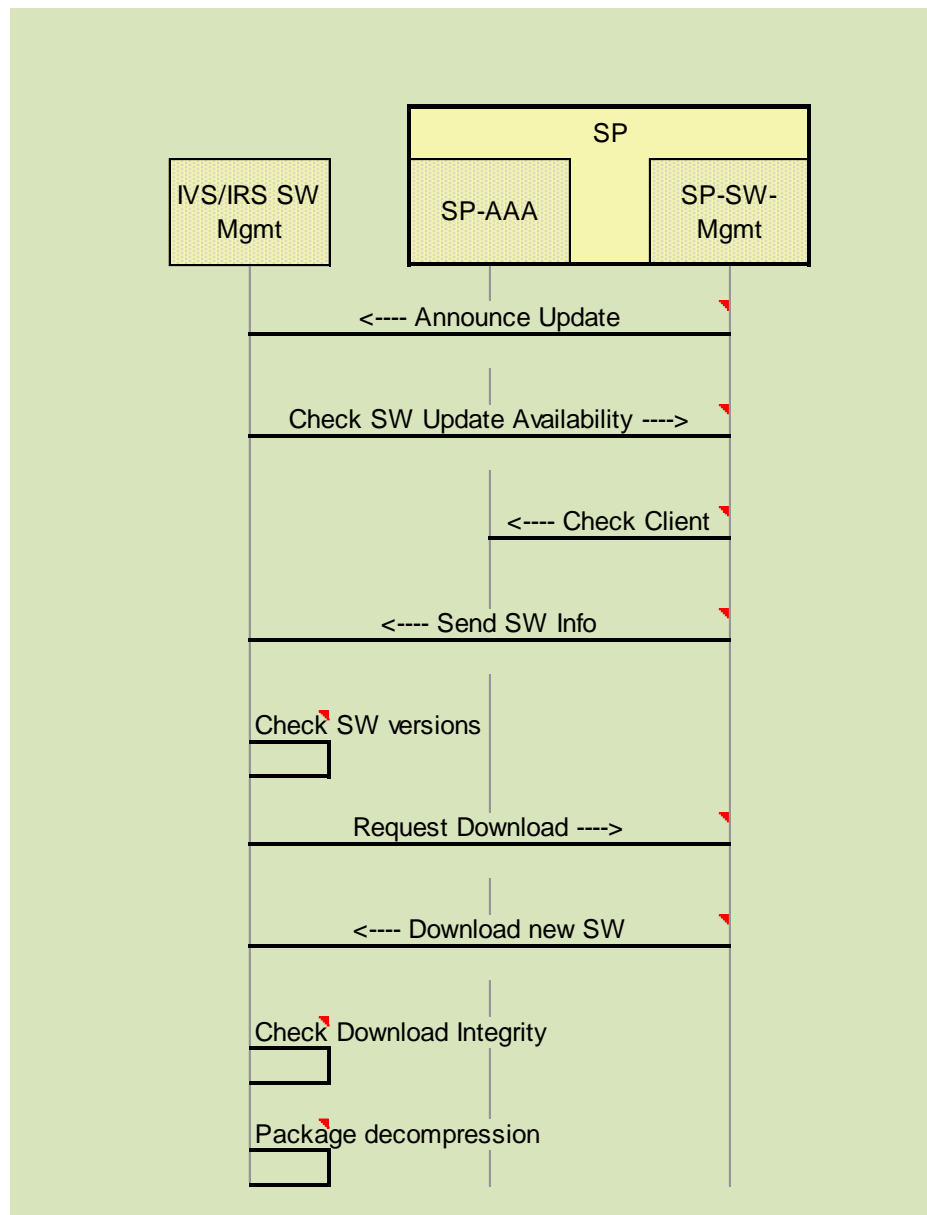 SP
IVS/IRS SW
Mgmt
SP-AAA
SP-SW-
Mgmt
<---- Announce Update
Check SW Update Availability ---->
<---- Check Client
<---- Send SW Info
Check SW versions
Request Download ---->
<---- Download new SW
Check Download Integrity
Package decompression